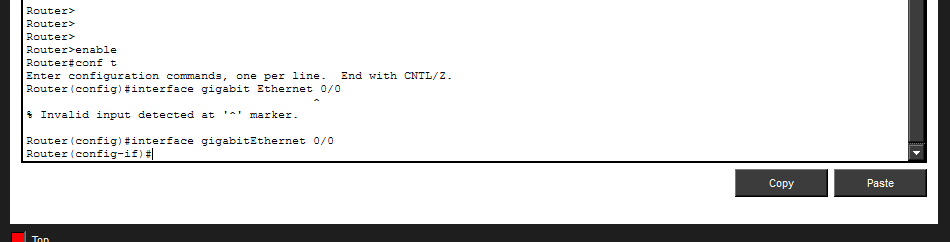 Router>
Router>
Router>
Router>enable
Router#conf t
Enter configuration commands, one per line.  End with CNTL/Z.
Router(config)#interface gigabit Ethernet 0/0
^
% Invalid input detected at '^' marker.
Router(config)#interface gigabitEthernet 0/0
Router(config-if)#
Copy
Paste
Top